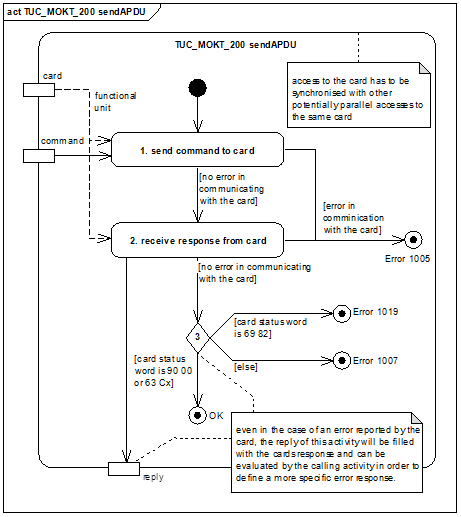 act TUC_MOKT_200 sendAPDU
TUC_MOKT_200 sendAPDU
card
functional
unit
access to the card has to be
synchronised with other
potentially parallel accesses to
the same card
command
1. send command to card
[no error in
communicating
with the card]
[error in
comminication
with the card]
2. receive response from card
Error 1005
[no error in communicating
with the card]
3
[card status word
is 69 82]
Error 1019
[else]
Error 1007
[card status
word is 90 00
or 63 Cx]
OK
even in the case of an error reported by the
card, the reply of this activity will be filled
with the cards response and can be
evaluated by the calling activity in order to
define a more specific error response.
reply